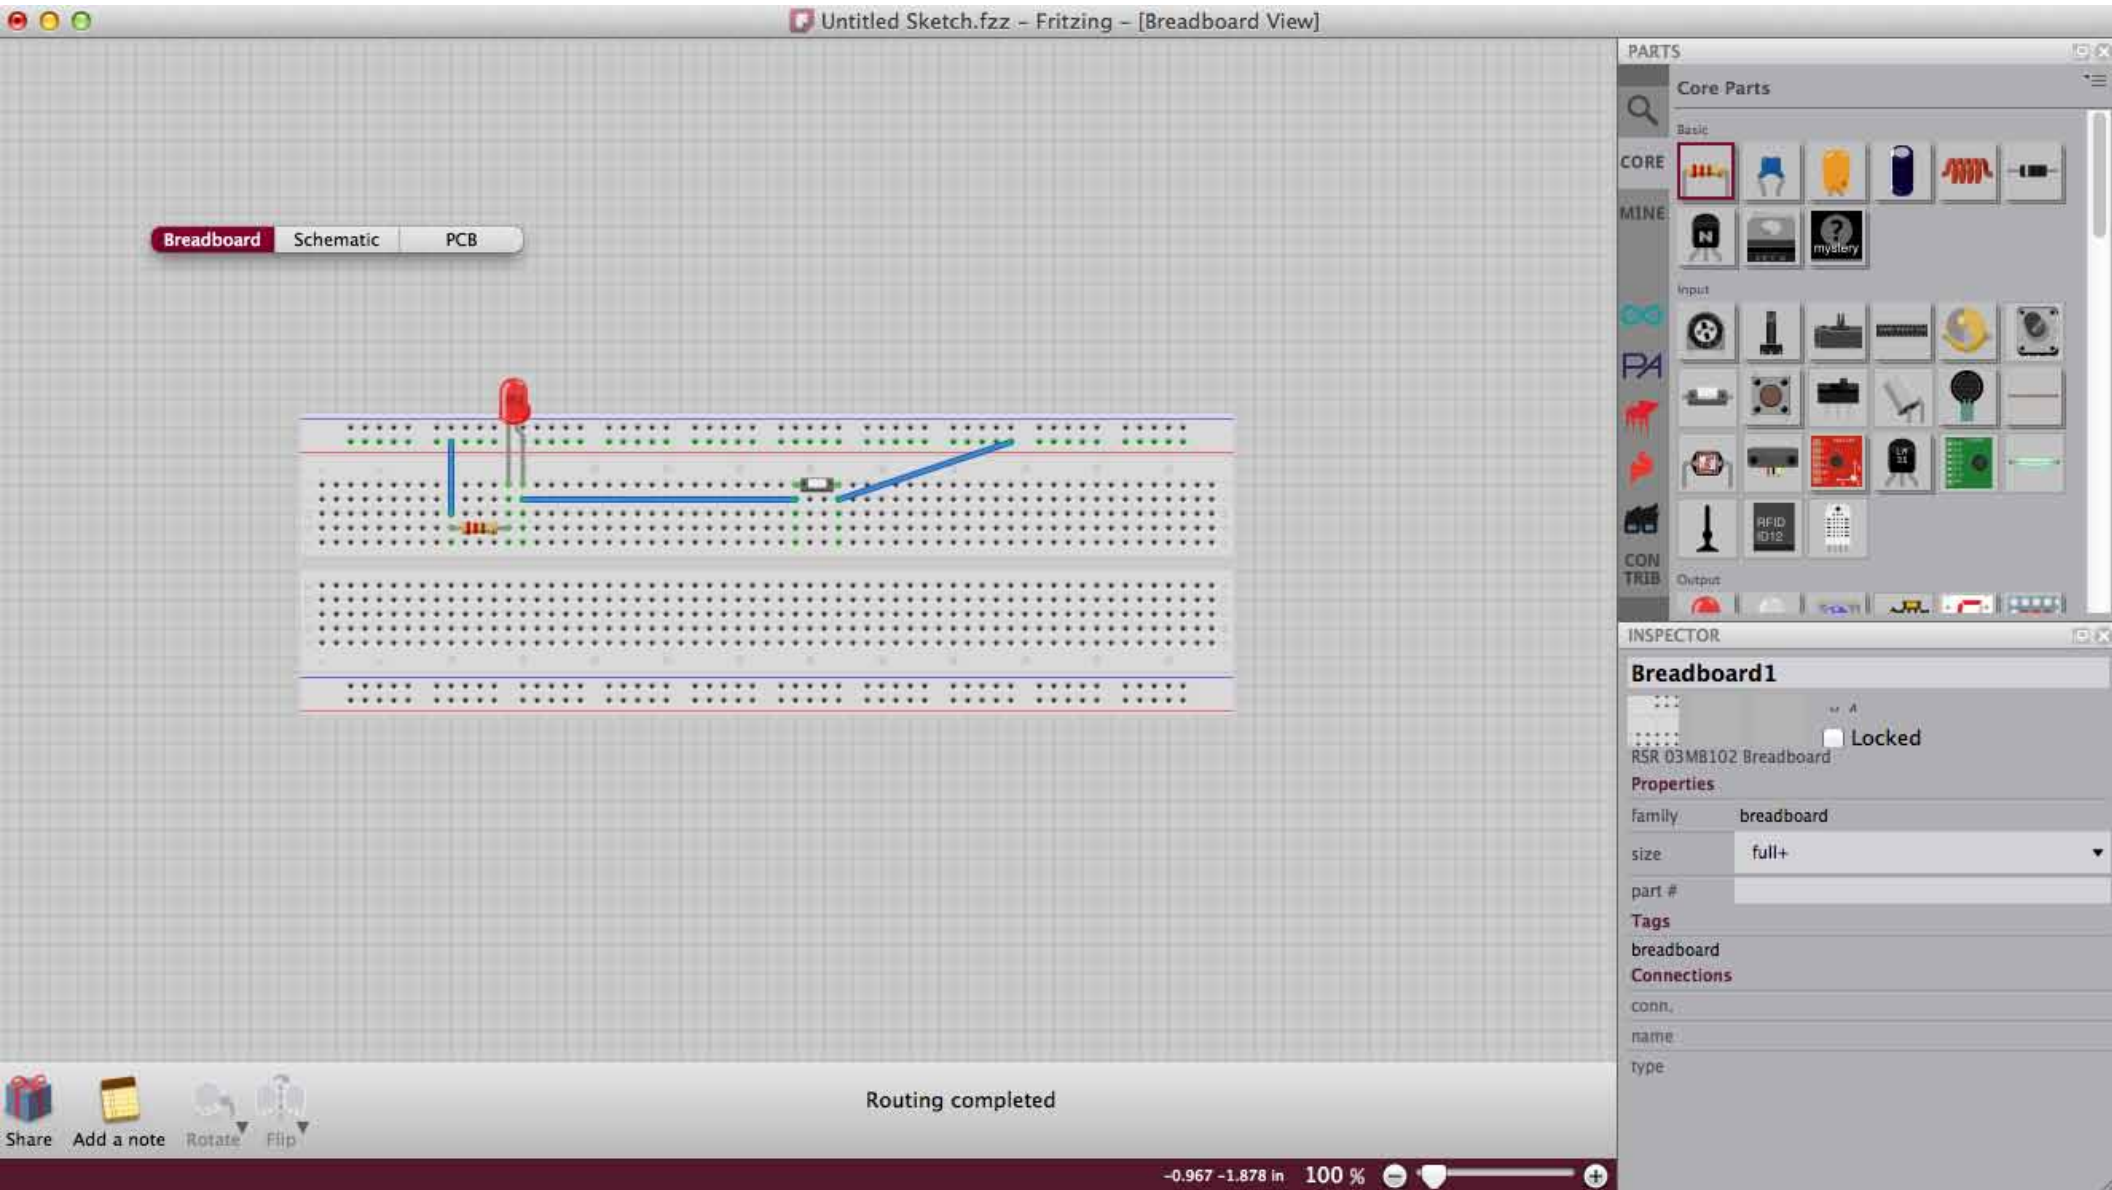 Untitled Sketch.fzz – Fritzing – [Breadboard View]
Breadboard
Schematic
PCB
PARTS
Core Parts
Basic
CORE
MINE
mystery
Input
PA
RFID
ID12
CON
TRIB
Output
INSPECTOR
Breadboard1
Locked
RSR 03MB102 Breadboard
Properties
family breadboard
size full+
part #
Tags
breadboard
Connections
conn.
name
type
Routing completed
Share
Add a note
Rotate
Flip
-0.967 -1.878 in 100 %